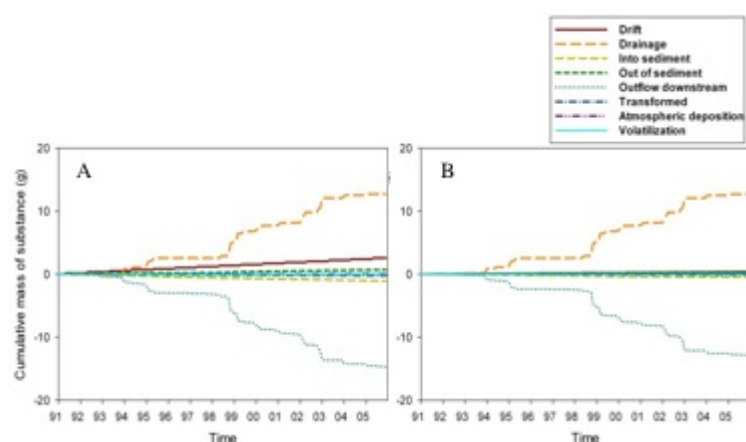 Drift
Drainage
Into sediment
Out of sediment
Outflow downstream
Transformed
Atmospheric deposition
Volatilization
A
B
Cumulative mass of substance (g)
20
10
0
-10
-20
91 92 93 94 95 96 97 98 99 00 01 02 03 04 05
Time
20
10
0
-10
-20
91 92 93 94 95 96 97 98 99 00 01 02 03 04 05
Time